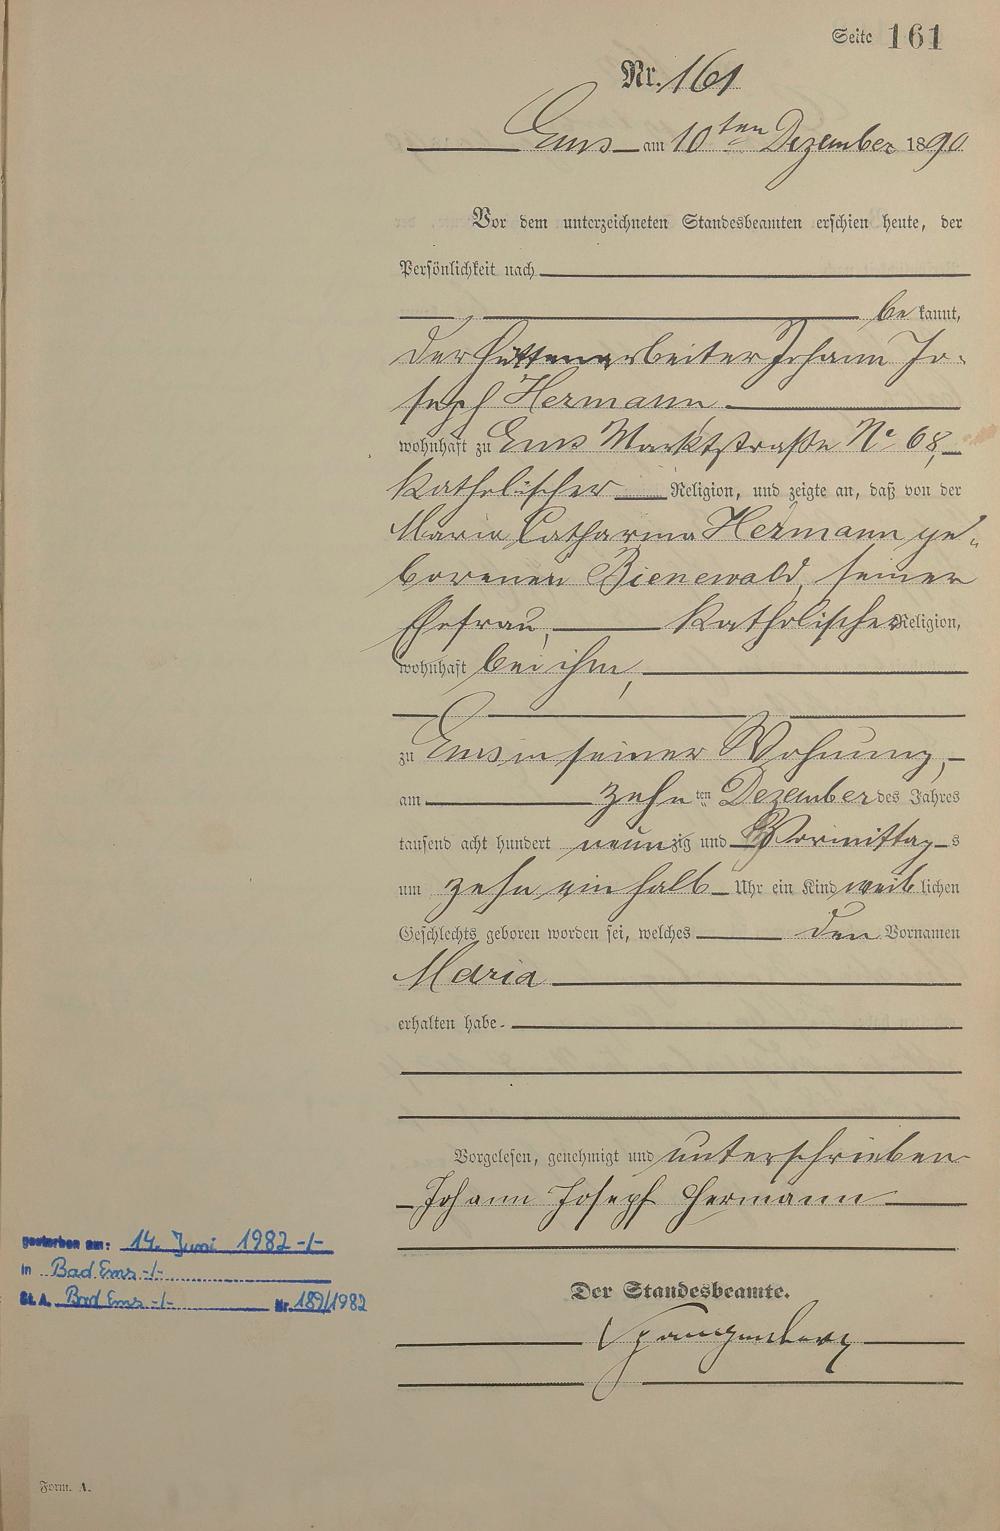 Seite 161
Nr. 161
Ems am 10ten Dezember 1890
Vor dem unterzeichneten Standesbeamten erschien heute, der
Persönlichkeit nach
bekannt,
der Hüttenarbeiter Johann Jo-
seph Hermann
wohnhaft zu Ems Marktstraße No 68,
katholischer Religion, und zeigte an, daß von der
Maria Catharina Hermann ge-
borenen Bienewald, seiner
Ehefrau, katholischer Religion,
wohnhaft bei ihm,
zu Ems in seiner Wohnung,
am zehnten Dezember des Jahres
tausend acht hundert neunzig und Vormittags
um zehn ein halb Uhr ein Kind weiblichen
Geschlechts geboren worden sei, welches den Vornamen
Maria
erhalten habe.
Vorgelesen, genehmigt und unterschrieben
Johann Joseph Hermann
gestorben am: 14. Juni 1982 -/-
in Bad Ems -/-
St. A. Bad Ems -/- Nr. 189/1982
Der Standesbeamte.
Spangenberg
Form. A.